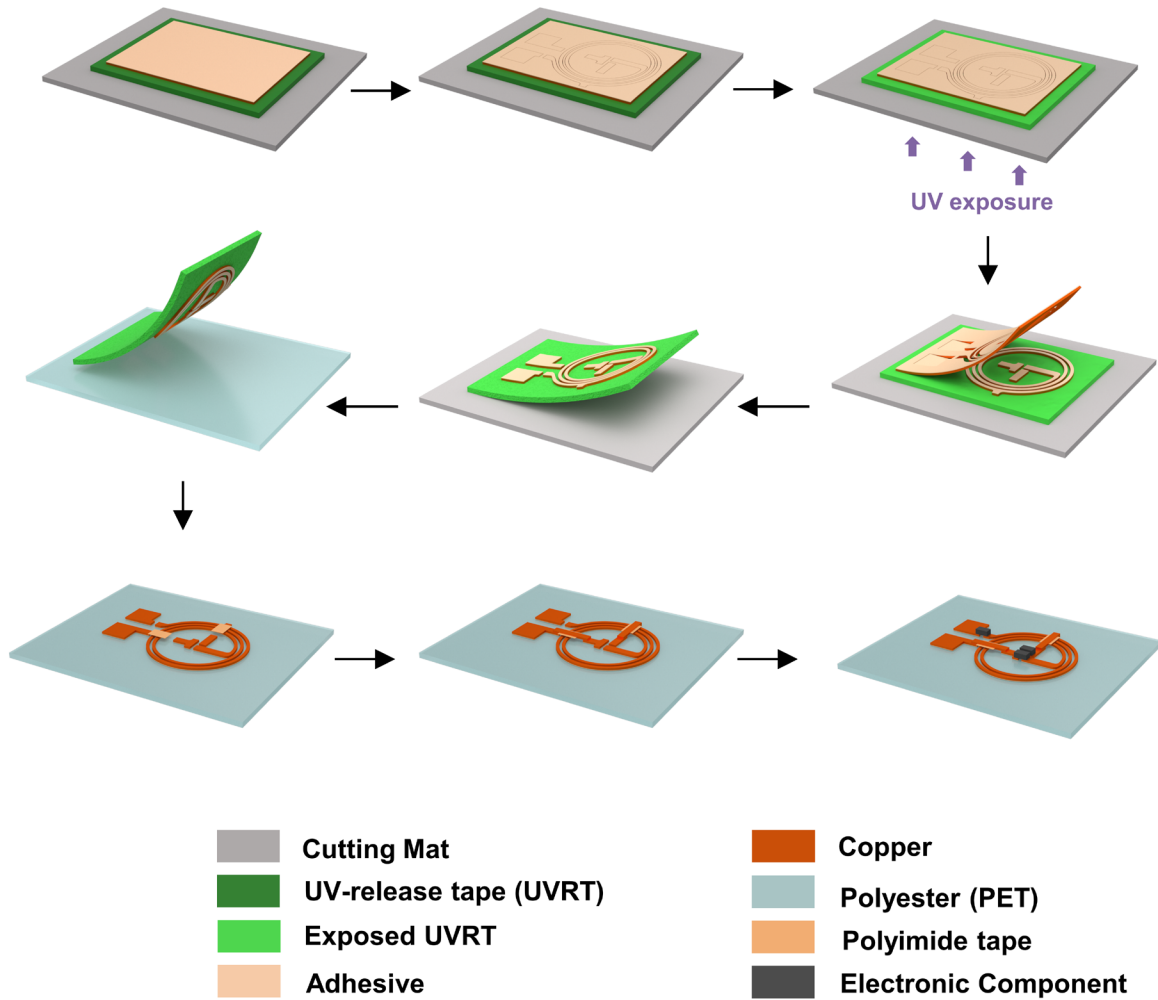 UV exposure
Cutting Mat
Copper
UV-release tape (UVRT)
Polyester (PET)
Exposed UVRT
Polyimide tape
Adhesive
Electronic Component